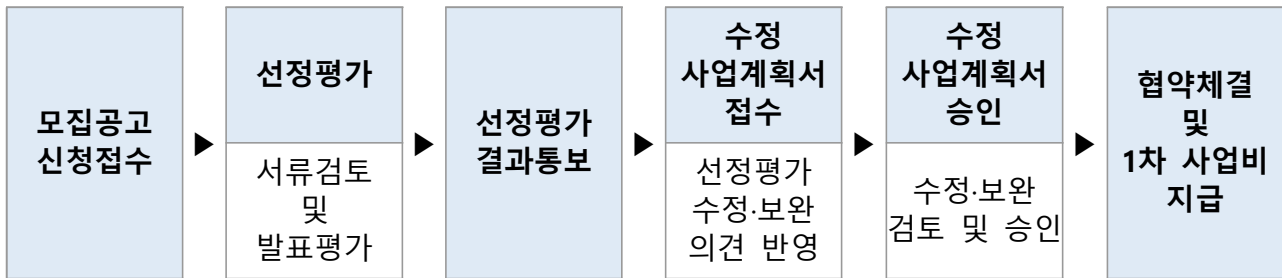 모집공고
신청접수
▶
선정평가
서류검토
및
발표평가
▶
선정평가
결과통보
▶
수정
사업계획서
접수
선정평가
수정·보완
의견 반영
▶
수정
사업계획서
승인
수정·보완
검토 및 승인
▶
협약체결
및
1차 사업비
지급